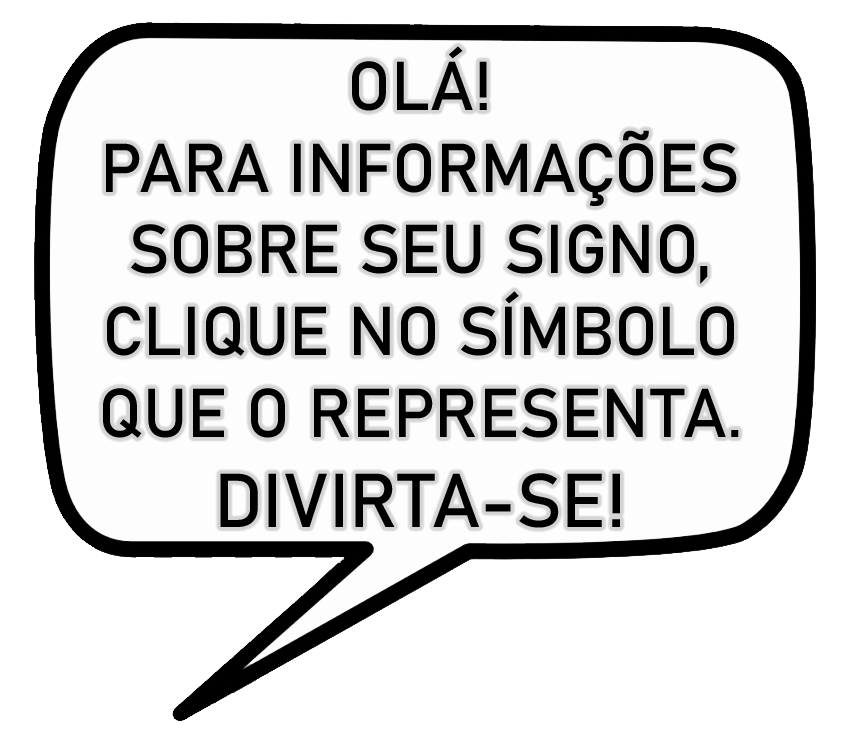 OLÁ!
PARA INFORMAÇÕES
SOBRE SEU SIGNO,
CLIQUE NO SÍMBOLO
QUE O REPRESENTA.
DIVIRTA-SE!